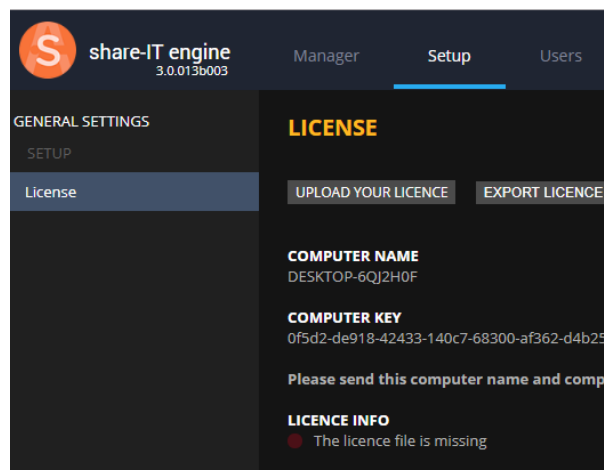 S
share-IT engine
3.0.013b003
Manager
Setup
Users
GENERAL SETTINGS
SETUP
License
LICENSE
UPLOAD YOUR LICENCE
EXPORT LICENCE
COMPUTER NAME
DESKTOP-6QJ2H0F
COMPUTER KEY
0f5d2-de918-42433-140c7-68300-af362-d4b25
Please send this computer name and comp
LICENCE INFO
The licence file is missing